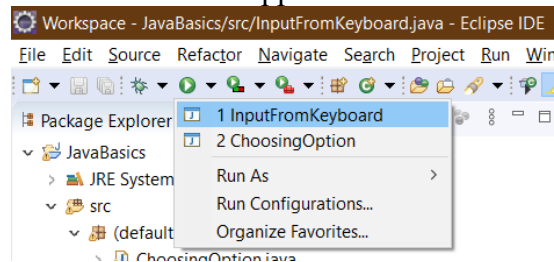 Workspace - JavaBasics/src/InputFromKeyboard.java - Eclipse IDE
File Edit Source Refactor Navigate Search Project Run
Package Explorer
1 InputFromKeyboard
2 ChoosingOption
JavaBasics
JRE System
Run As
src
Run Configurations...
(default
Organize Favorites...
ChoosingOption.java